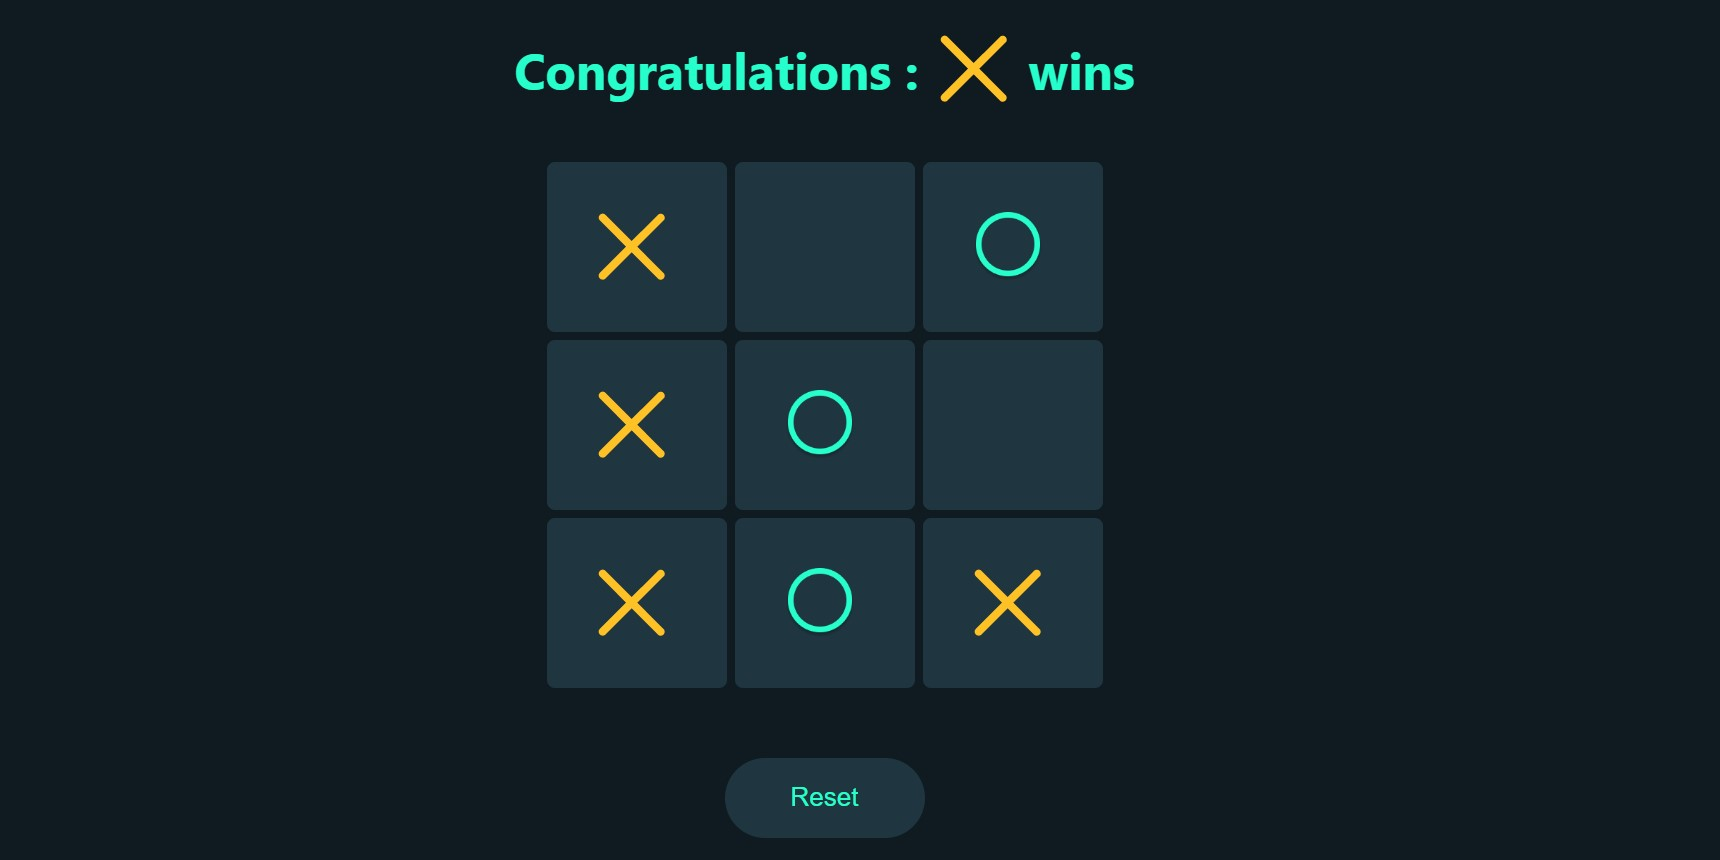 Congratulations : X wins
X O
X O
X O X
Reset